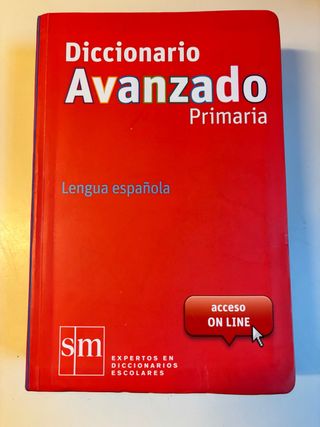 Diccionario
Avanzado
Primaria
Lengua española
acceso
ON LINE
sm
EXPERTOS EN
DICCIONARIOS
ESCOLARES